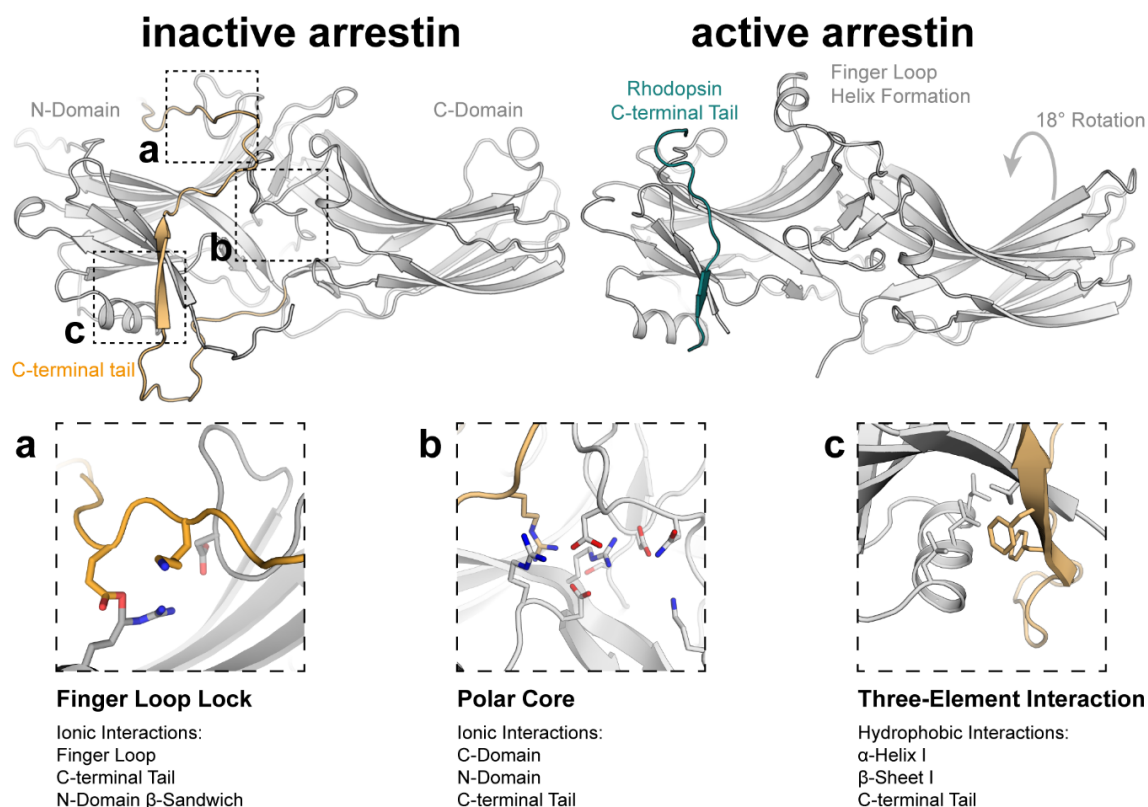 inactive arrestin
active arrestin
N-Domain
C-Domain
Rhodopsin
C-terminal Tail
Finger Loop
Helix Formation
18° Rotation
a
b
c
C-terminal tail
a
b
c
Finger Loop Lock
Ionic Interactions:
Finger Loop
C-terminal Tail
N-Domain β-Sandwich
Polar Core
Ionic Interactions:
C-Domain
N-Domain
C-terminal Tail
Three-Element Interaction
Hydrophobic Interactions:
α-Helix I
β-Sheet I
C-terminal Tail